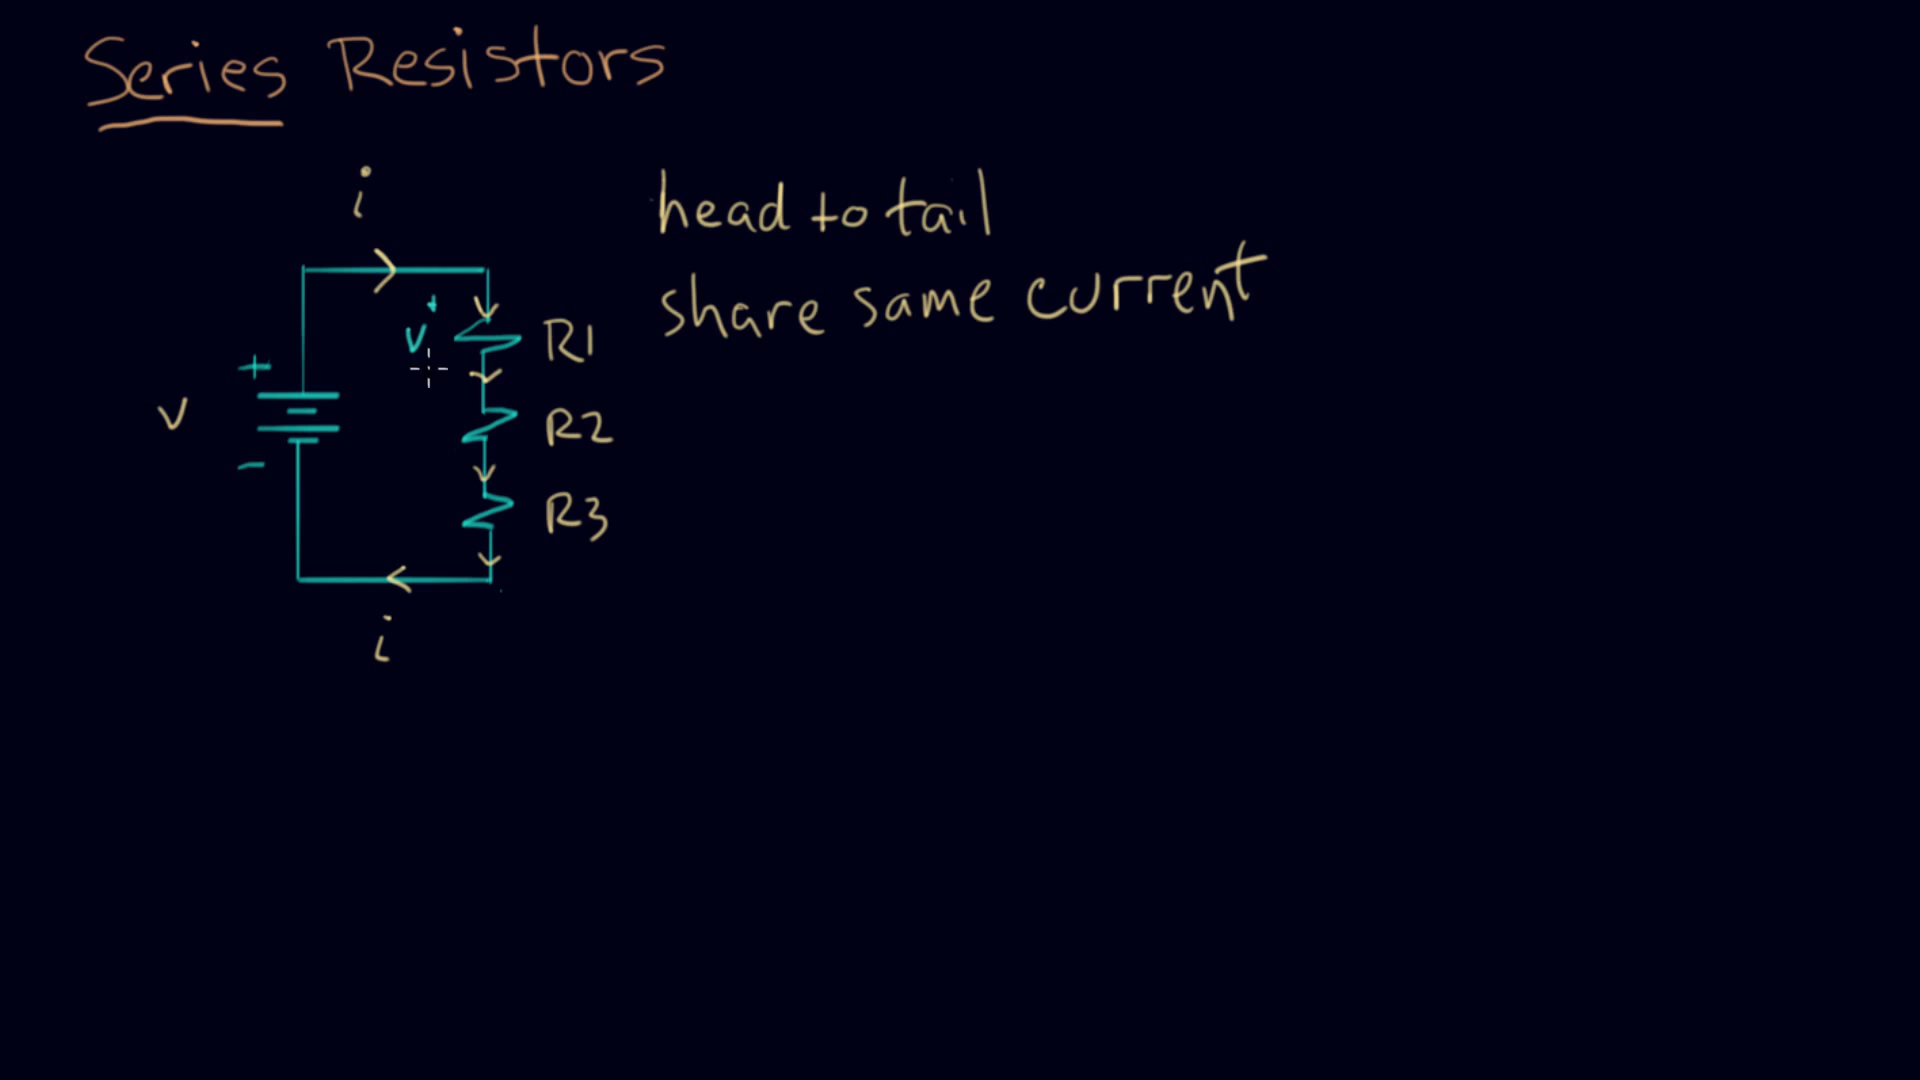 Series Resistors
i
head to tail
share same current
+
v
R1
+
v
-
R2
R3
i